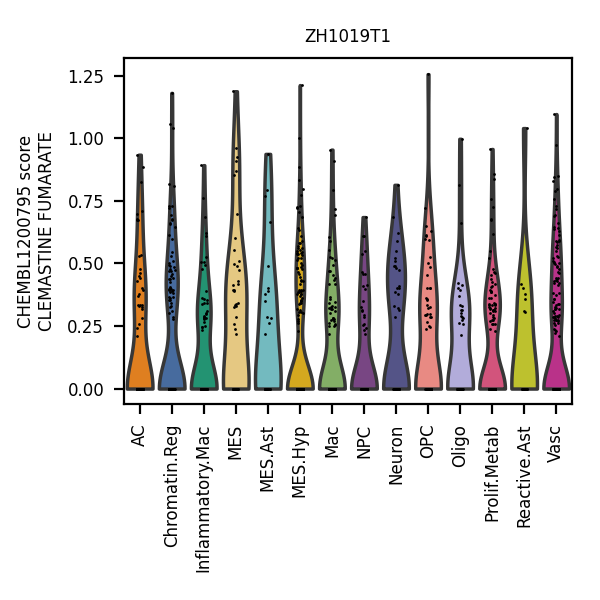 ZH1019T1
CHEMBL1200795 score
CLEMASTINE FUMARATE
1.25
1.00
0.75
0.50
0.25
0.00
AC
Chromatin.Reg
Inflammatory.Mac
MES
MES.Ast
MES.Hyp
Mac
NPC
Neuron
OPC
Oligo
Prolif.Metab
Reactive.Ast
Vasc